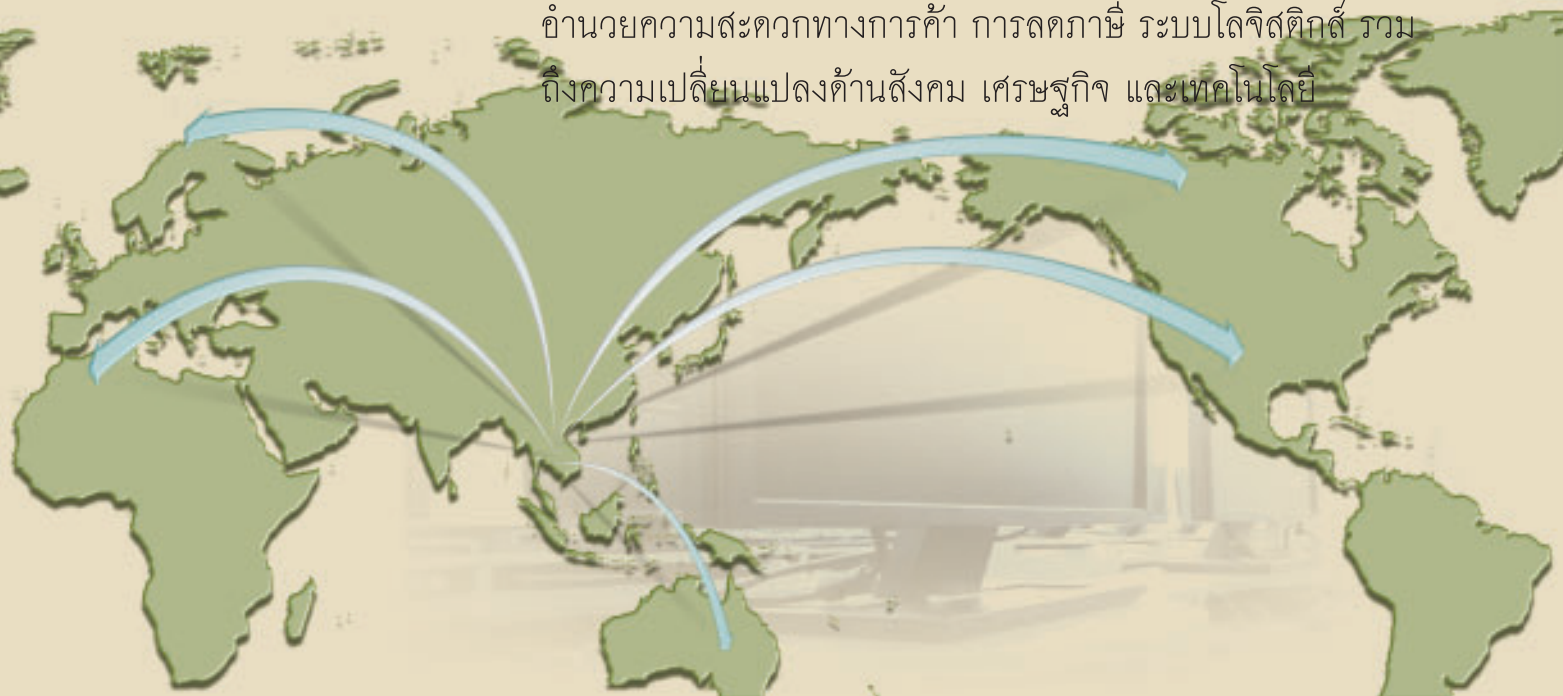 อำนวยความสะดวกทางการค้า การลดภาษี ระบบโลจิสติกส์ รวม
ถึงความเปลี่ยนแปลงด้านสังคม เศรษฐกิจ และเทคโนโลยี